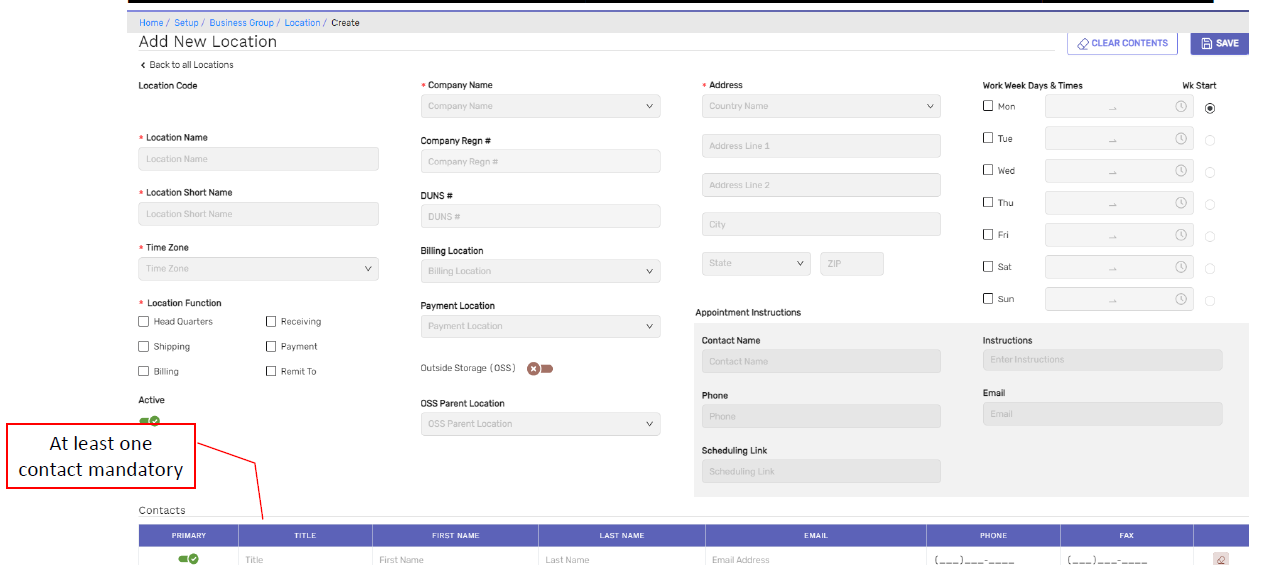 Home / Setup / Business Group / Location / Create
Add New Location
CLEAR CONTENTS
SAVE
Back to all Locations
Location Code
* Location Name
Location Name
* Location Short Name
Location Short Name
* Time Zone
Time Zone
* Location Function
Head Quarters
Receiving
Shipping
Payment
Billing
Remit To
Active
* Company Name
Company Name
Company Regn #
Company Regn #
DUNS #
DUNS #
Billing Location
Billing Location
Payment Location
Payment Location
Outside Storage (OSS)
OSS Parent Location
OSS Parent Location
* Address
Country Name
Address Line 1
Address Line 2
City
State
ZIP
Work Week Days & Times
Wk Start
Mon
Tue
Wed
Thu
Fri
Sat
Sun
Appointment Instructions
Contact Name
Contact Name
Phone
Phone
Scheduling Link
Scheduling Link
Instructions
Enter Instructions
Email
Email
At least one
contact mandatory
Contacts
PRIMARY TITLE FIRST NAME LAST NAME EMAIL PHONE FAX
Title First Name Last Name Email Address (___)___-____ (___)___-____